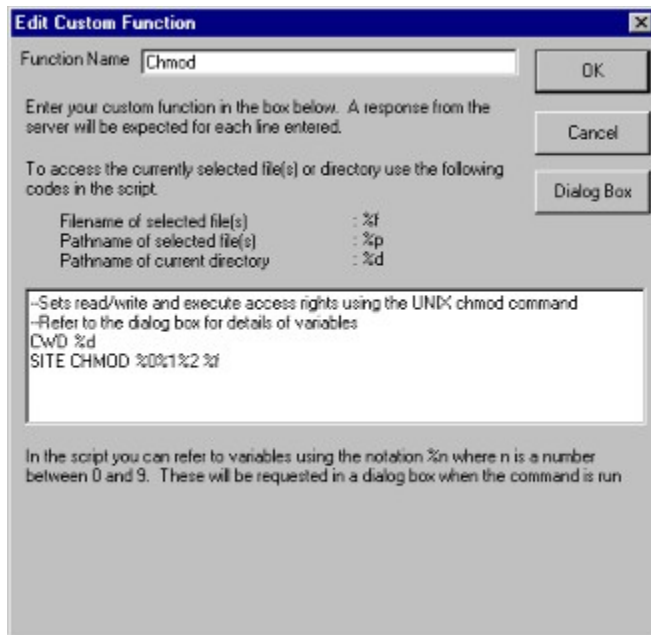 Edit Custom Function
Function Name Chmod
OK
Enter your custom function in the box below. A response from the
server will be expected for each line entered.
Cancel
To access the currently selected file(s) or directory use the following
codes in the script.
Dialog Box
Filename of selected file(s) : %f
Pathname of selected file(s) : %p
Pathname of current directory : %d
--Sets read/write and execute access rights using the UNIX chmod command
--Refer to the dialog box for details of variables
CWD %d
SITE CHMOD %0%1%2 %f
In the script you can refer to variables using the notation %n where n is a number
between 0 and 9. These will be requested in a dialog box when the command is run